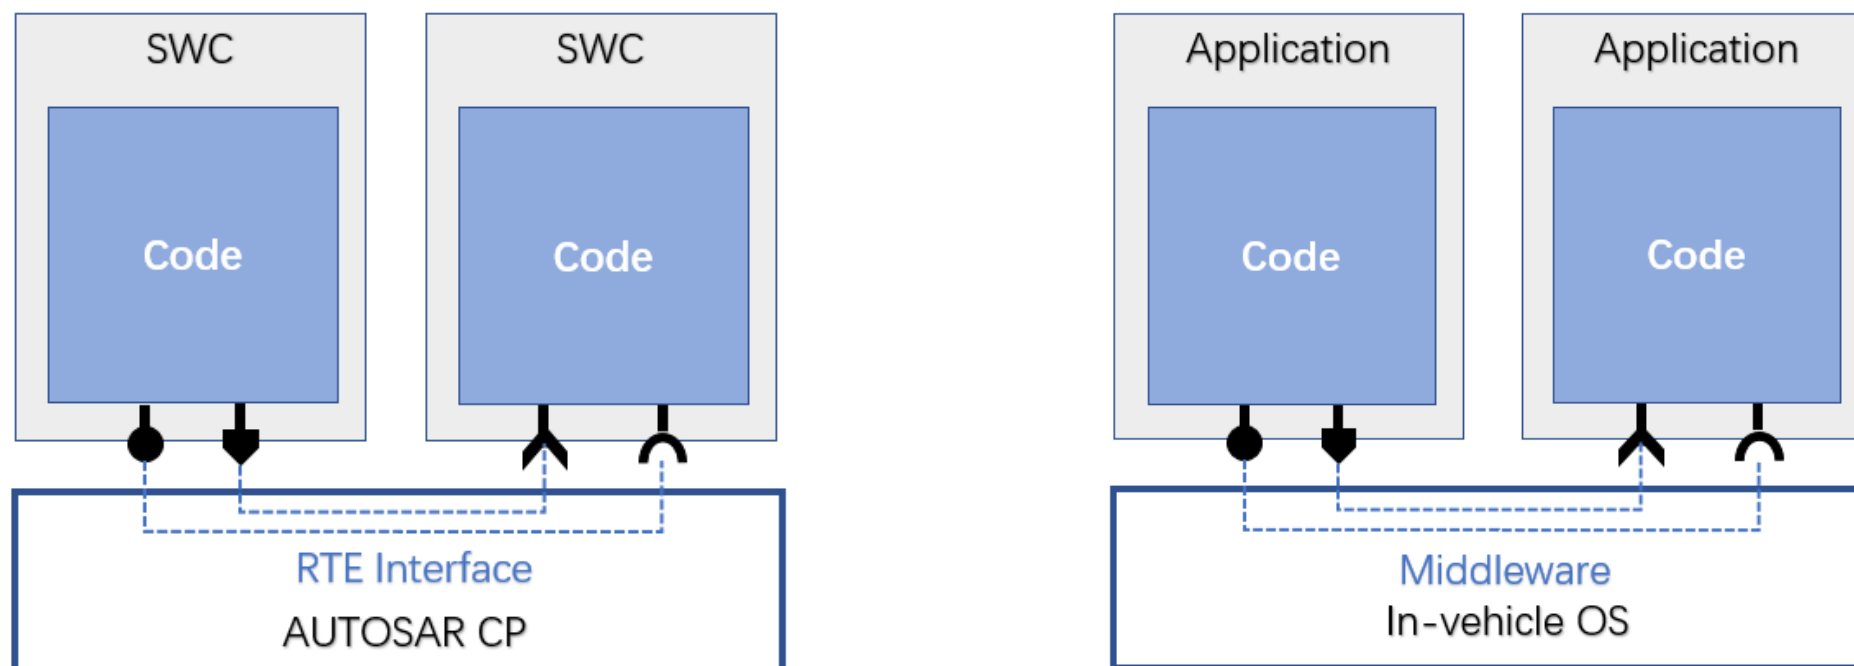 SWC
Code
SWC
Code
RTE Interface
AUTOSAR CP
Application
Code
Application
Code
Middleware
In-vehicle OS